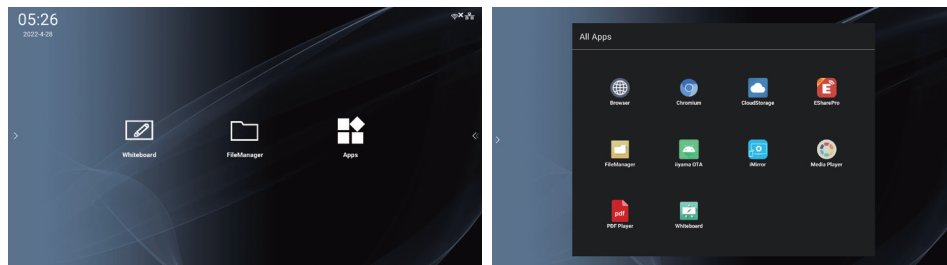 05:26
2022-4-28
Whiteboard
FileManager
Apps
All Apps
Browser
Chromium
CloudStorage
E
ESharePro
FileManager
iiyama OTA
iMirror
Media Player
pdf
PDF Player
Whiteboard